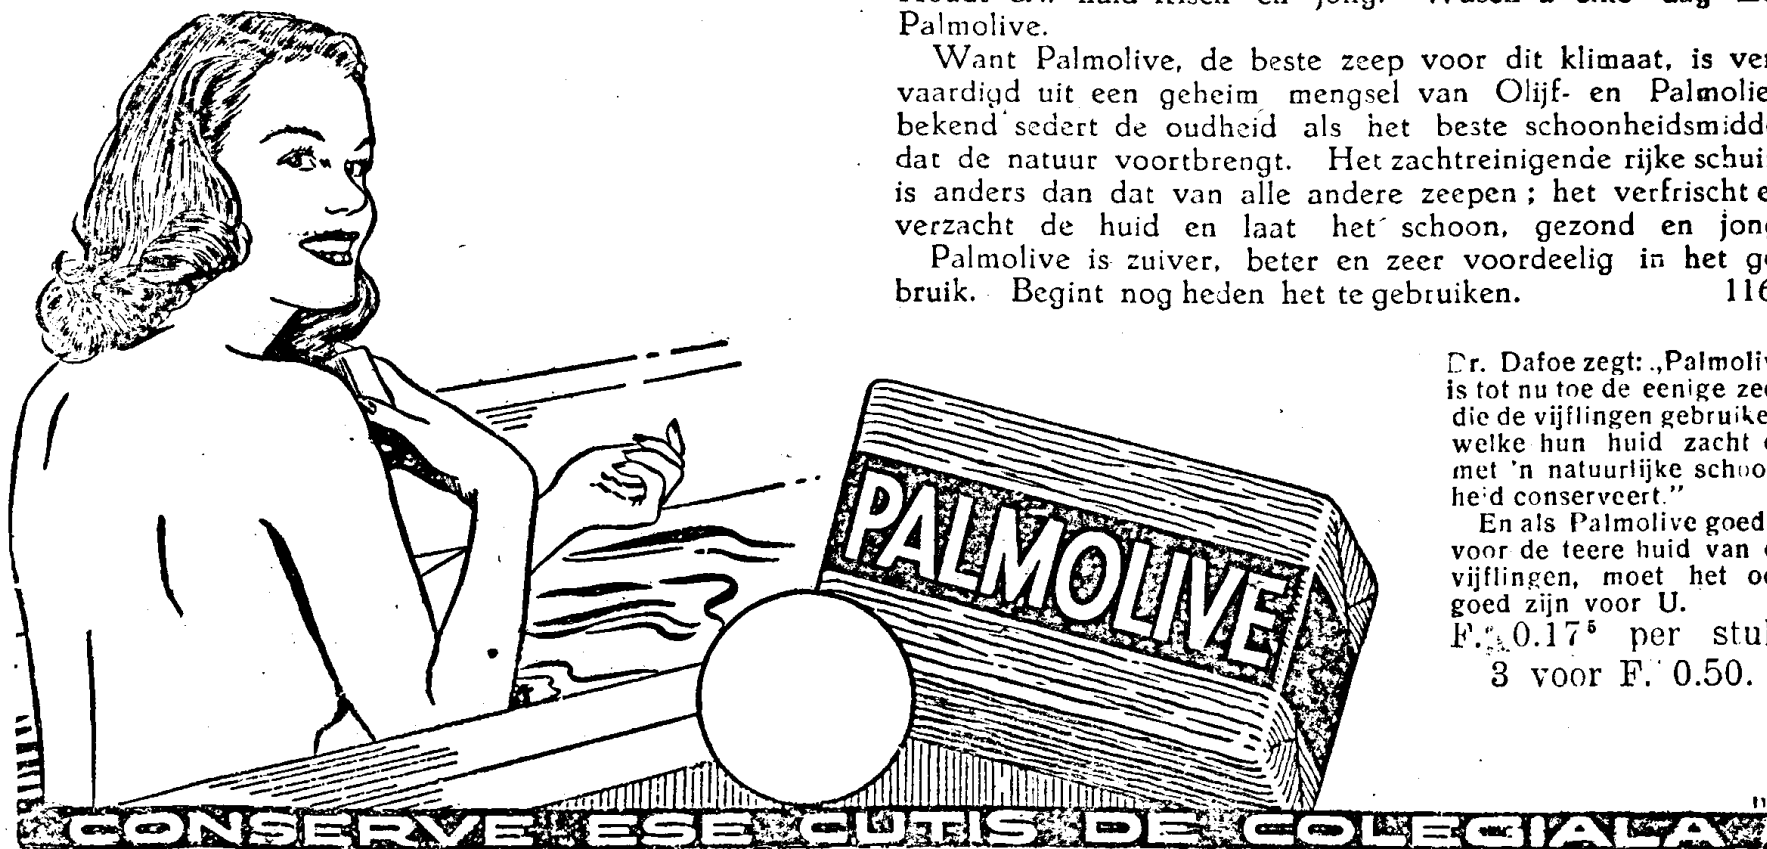 Palmolive.
Want Palmolive, de beste zeep voor dit klimaat, is ver
vaardigd uit een geheim mengsel van Olijf- en Palmolie
bekend sedert de oudheid als het beste schoonheidsmidd
dat de natuur voortbrengt. Het zachtreinigende rijke schui
is anders dan dat van alle andere zeepen; het verfrischt e
verzacht de huid en laat het schoon, gezond en jon
Palmolive is zuiver, beter en zeer voordeelig in het g
bruik. Begint nog heden het te gebruiken. 116
Dr. Dafoe zegt: „Palmoliv
is tot nu toe de eenige zee
die de vijflingen gebruike
welke hun huid zacht e
met 'n natuurlijke schoo
heid conserveert."
En als Palmolive goed
voor de teere huid van
vijflingen, moet het oo
goed zijn voor U.
F. 0.17⁵ per stu
3 voor F. 0.50.
PALMOLIVE
CONSERVE ESE CUTIS DE COLEGIALA